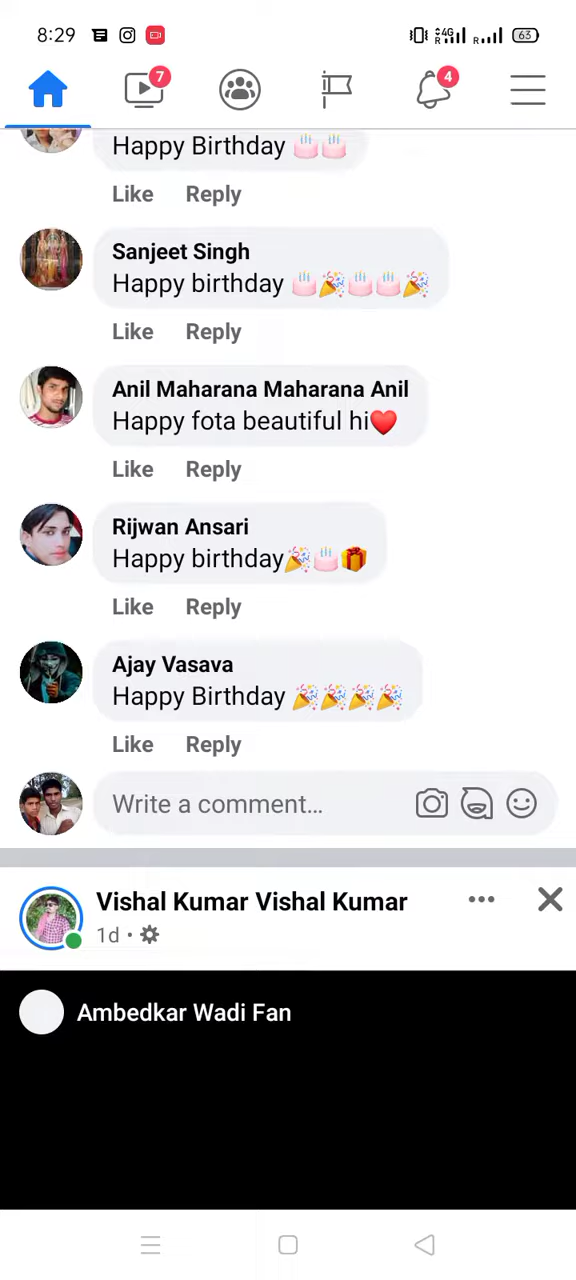 8:29
4G
R
R
63
7
4
Happy Birthday 🎂🎂
Like Reply
Sanjeet Singh
Happy birthday 🎂🎉🎂🎂🎉
Like Reply
Anil Maharana Maharana Anil
Happy fota beautiful hi❤️
Like Reply
Rijwan Ansari
Happy birthday🎉🎂🎁
Like Reply
Ajay Vasava
Happy Birthday 🎉🎉🎉🎉
Like Reply
Write a comment...
Vishal Kumar Vishal Kumar
1d •
Ambedkar Wadi Fan